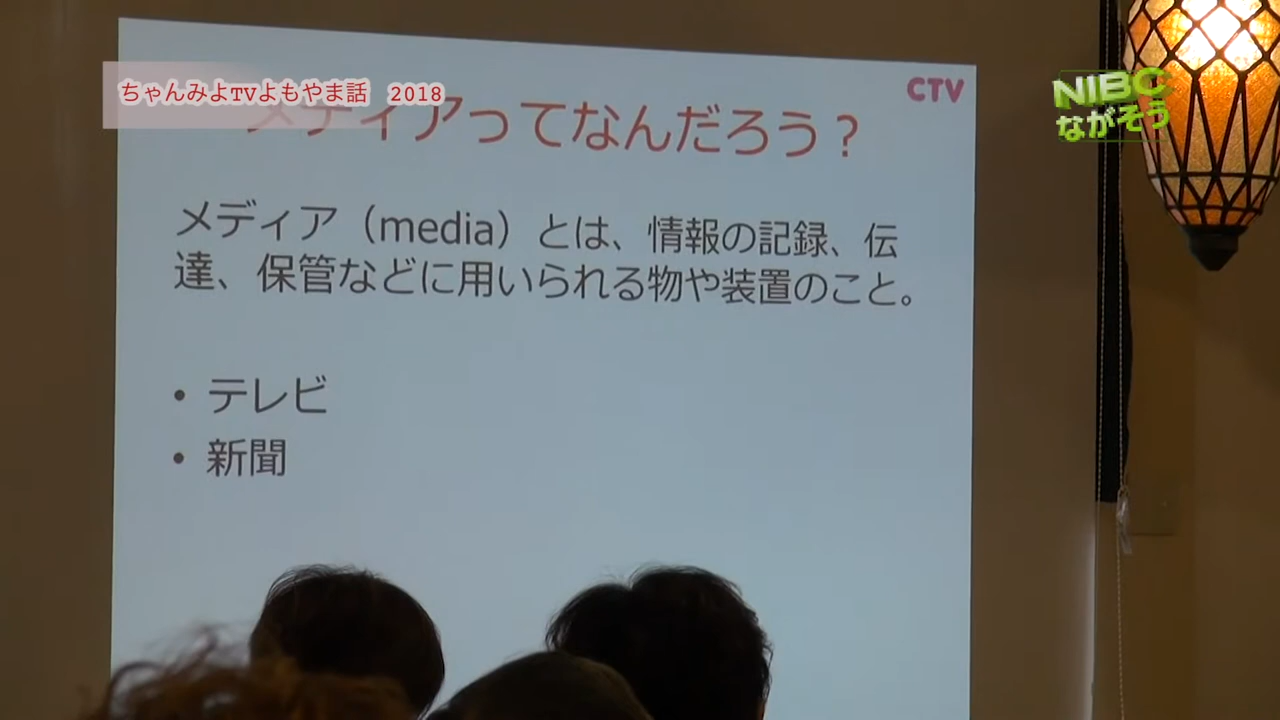 ちゃんみよTVよもやま話 2018
CTV
NIBC
ながそう
メディアってなんだろう？
メディア（media）とは、情報の記録、伝
達、保管などに用いられる物や装置のこと。
• テレビ
• 新聞